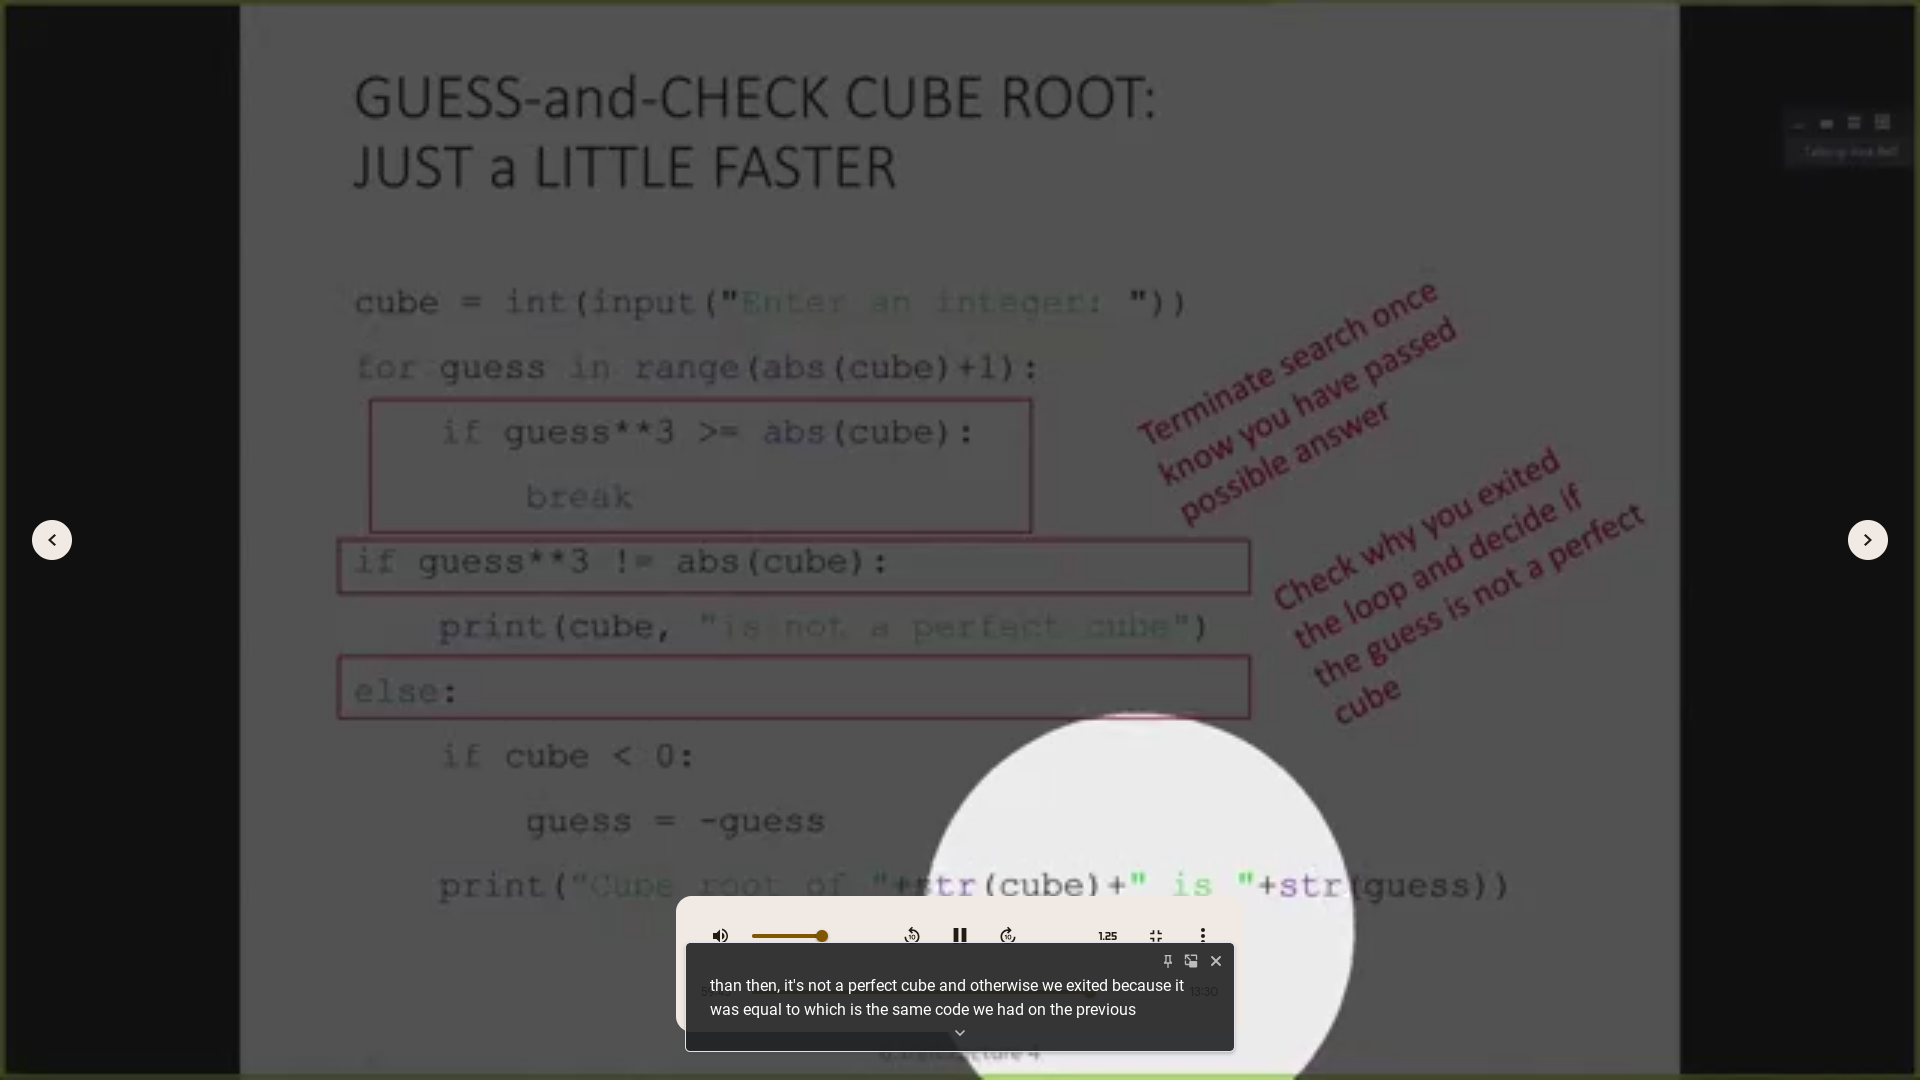 GUESS-and-CHECK CUBE ROOT:
JUST a LITTLE FASTER
cube = int(input("Enter an integer: "))
for guess in range(abs(cube)+1):
if guess**3 >= abs(cube):
break
if guess**3 != abs(cube):
print(cube, "is not a perfect cube")
else:
if cube < 0:
guess = -guess
print("Cube root of "+str(cube)+" is "+str(guess))
Terminate search once
know you have passed
possible answer
Check why you exited
the loop and decide if
the guess is not a perfect
cube
10
10
1.25
13:30
than then, it's not a perfect cube and otherwise we exited because it
was equal to which is the same code we had on the previous